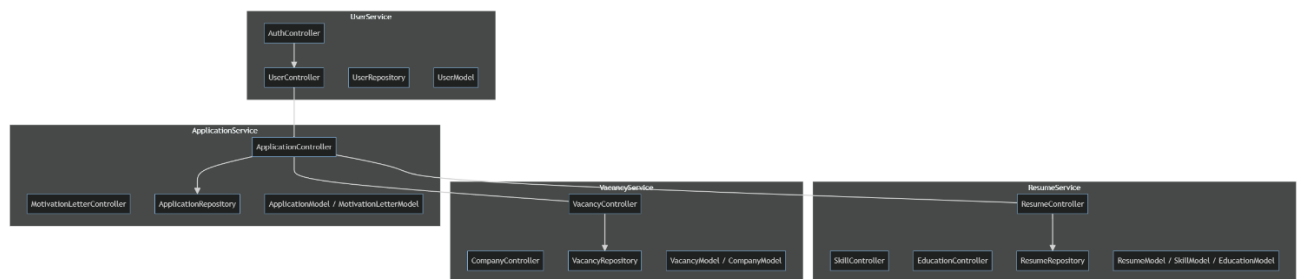 UserService
AuthController
UserController
UserRepository
UserModel
ApplicationService
ApplicationController
MotivationLetterController
ApplicationRepository
ApplicationModel / MotivationLetterModel
VacancyService
VacancyController
CompanyController
VacancyRepository
VacancyModel / CompanyModel
ResumeService
ResumeController
SkillController
EducationController
ResumeRepository
ResumeModel / SkillModel / EducationModel